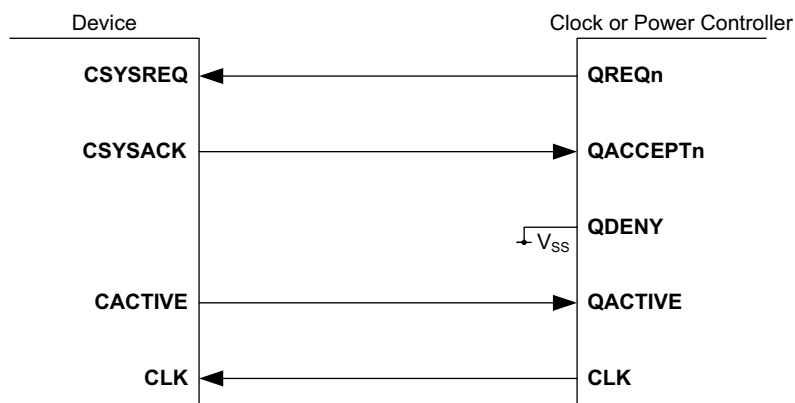 Device
Clock or Power Controller
CSYSREQ
QREQn
CSYSACK
QACCEPTn
QDENY
VSS
CACTIVE
QACTIVE
CLK
CLK